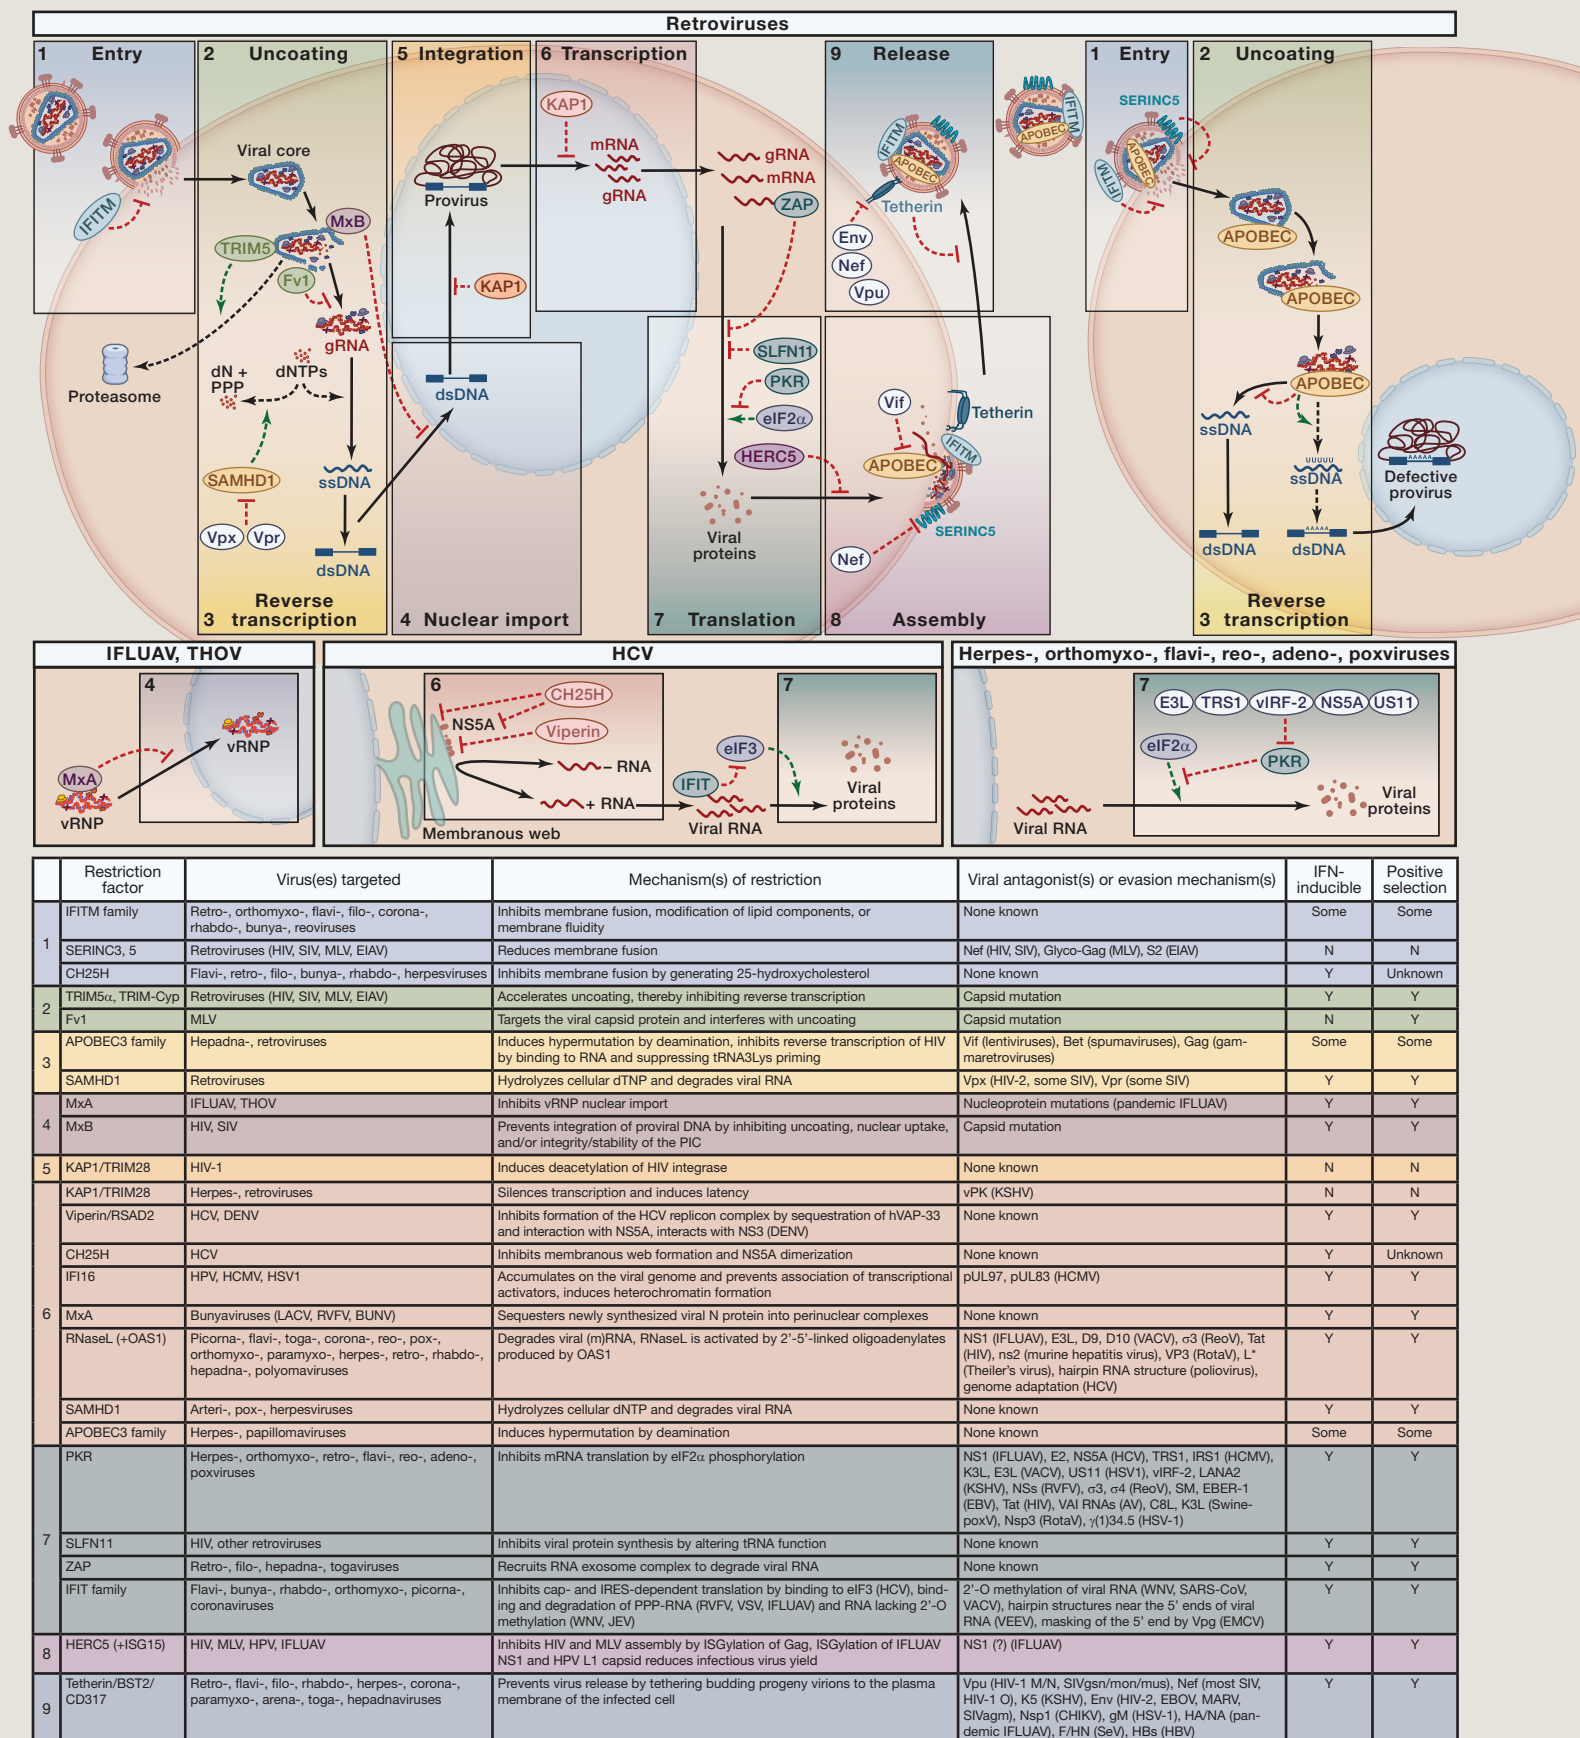 Retroviruses
1 Entry
IFITM
2 Uncoating
Viral core
MxB
TRIM5
Fv1
gRNA
dN +
PPP
dNTPs
Proteasome
SAMHD1
ssDNA
Vpx
Vpr
dsDNA
Reverse
3 transcription
5 Integration
Provirus
KAP1
dsDNA
4 Nuclear import
6 Transcription
KAP1
mRNA
gRNA
gRNA
mRNA
ZAP
SLFN11
PKR
eIF2α
HERC5
Viral
proteins
7 Translation
9 Release
IFITM
APOBEC
Tetherin
Env
Nef
Vpu
Vif
Tetherin
IFITM
APOBEC
SERINC5
Nef
8 Assembly
IFITM
APOBEC
1 Entry
SERINC5
APOBEC
IFITM
2 Uncoating
APOBEC
APOBEC
APOBEC
ssDNA
UUUUU
ssDNA
dsDNA
AAAAA
dsDNA
AAAAA
Defective
provirus
Reverse
3 transcription
IFLUAV, THOV
4
vRNP
MxA
vRNP
HCV
6
CH25H
NS5A
Viperin
– RNA
+ RNA
Membranous web
eIF3
IFIT
Viral RNA
7
Viral
proteins
Herpes-, orthomyxo-, flavi-, reo-, adeno-, poxviruses
7
E3L TRS1 vIRF-2 NS5A US11
eIF2α
PKR
Viral RNA
Viral
proteins
Restriction
factor
Virus(es) targeted
Mechanism(s) of restriction
Viral antagonist(s) or evasion mechanism(s)
IFN-
inducible
Positive
selection
1
IFITM family
Retro-, orthomyxo-, flavi-, filo-, corona-,
rhabdo-, bunya-, reoviruses
Inhibits membrane fusion, modification of lipid components, or
membrane fluidity
None known
Some
Some
SERINC3, 5
Retroviruses (HIV, SIV, MLV, EIAV)
Reduces membrane fusion
Nef (HIV, SIV), Glyco-Gag (MLV), S2 (EIAV)
N
N
CH25H
Flavi-, retro-, filo-, bunya-, rhabdo-, herpesviruses
Inhibits membrane fusion by generating 25-hydroxycholesterol
None known
Y
Unknown
2
TRIM5α, TRIM-Cyp
Retroviruses (HIV, SIV, MLV, EIAV)
Accelerates uncoating, thereby inhibiting reverse transcription
Capsid mutation
Y
Y
Fv1
MLV
Targets the viral capsid protein and interferes with uncoating
Capsid mutation
N
Y
3
APOBEC3 family
Hepadna-, retroviruses
Induces hypermutation by deamination, inhibits reverse transcription of HIV
by binding to RNA and suppressing tRNA3Lys priming
Vif (lentiviruses), Bet (spumaviruses), Gag (gam-
maretroviruses)
Some
Some
SAMHD1
Retroviruses
Hydrolyzes cellular dTNP and degrades viral RNA
Vpx (HIV-2, some SIV), Vpr (some SIV)
Y
Y
4
MxA
IFLUAV, THOV
Inhibits vRNP nuclear import
Nucleoprotein mutations (pandemic IFLUAV)
Y
Y
MxB
HIV, SIV
Prevents integration of proviral DNA by inhibiting uncoating, nuclear uptake,
and/or integrity/stability of the PIC
Capsid mutation
Y
Y
5
KAP1/TRIM28
HIV-1
Induces deacetylation of HIV integrase
None known
N
N
6
KAP1/TRIM28
Herpes-, retroviruses
Silences transcription and induces latency
vPK (KSHV)
N
N
Viperin/RSAD2
HCV, DENV
Inhibits formation of the HCV replicon complex by sequestration of hVAP-33
and interaction with NS5A, interacts with NS3 (DENV)
None known
Y
Y
CH25H
HCV
Inhibits membranous web formation and NS5A dimerization
None known
Y
Unknown
IFI16
HPV, HCMV, HSV1
Accumulates on the viral genome and prevents association of transcriptional
activators, induces heterochromatin formation
pUL97, pUL83 (HCMV)
Y
Y
MxA
Bunyaviruses (LACV, RVFV, BUNV)
Sequesters newly synthesized viral N protein into perinuclear complexes
None known
Y
Y
RNaseL (+OAS1)
Picorna-, flavi-, toga-, corona-, reo-, pox-,
orthomyxo-, paramyxo-, herpes-, retro-, rhabdo-,
hepadna-, polyomaviruses
Degrades viral (m)RNA, RNaseL is activated by 2'-5'-linked oligoadenylates
produced by OAS1
NS1 (IFLUAV), E3L, D9, D10 (VACV), σ3 (ReoV), Tat
(HIV), ns2 (murine hepatitis virus), VP3 (RotaV), L*
(Theiler's virus), hairpin RNA structure (poliovirus),
genome adaptation (HCV)
Y
Y
SAMHD1
Arteri-, pox-, herpesviruses
Hydrolyzes cellular dNTP and degrades viral RNA
None known
Y
Y
APOBEC3 family
Herpes-, papillomaviruses
Induces hypermutation by deamination
None known
Some
Some
7
PKR
Herpes-, orthomyxo-, retro-, flavi-, reo-, adeno-,
poxviruses
Inhibits mRNA translation by eIF2α phosphorylation
NS1 (IFLUAV), E2, NS5A (HCV), TRS1, IRS1 (HCMV),
K3L, E3L (VACV), US11 (HSV1), vIRF-2, LANA2
(KSHV), NSs (RVFV), σ3, σ4 (ReoV), SM, EBER-1
(EBV), Tat (HIV), VAI RNAs (AV), C8L, K3L (Swine-
poxV), Nsp3 (RotaV), γ(1)34.5 (HSV-1)
Y
Y
SLFN11
HIV, other retroviruses
Inhibits viral protein synthesis by altering tRNA function
None known
Y
Y
ZAP
Retro-, filo-, hepadna-, togaviruses
Recruits RNA exosome complex to degrade viral RNA
None known
Y
Y
IFIT family
Flavi-, bunya-, rhabdo-, orthomyxo-, picorna-,
coronaviruses
Inhibits cap- and IRES-dependent translation by binding to eIF3 (HCV), bind-
ing and degradation of PPP-RNA (RVFV, VSV, IFLUAV) and RNA lacking 2'-O
methylation (WNV, JEV)
2'-O methylation of viral RNA (WNV, SARS-CoV,
VACV), hairpin structures near the 5' ends of viral
RNA (VEEV), masking of the 5' end by Vpg (EMCV)
Y
Y
8
HERC5 (+ISG15)
HIV, MLV, HPV, IFLUAV
Inhibits HIV and MLV assembly by ISGylation of Gag, ISGylation of IFLUAV
NS1 and HPV L1 capsid reduces infectious virus yield
NS1 (?) (IFLUAV)
Y
Y
9
Tetherin/BST2/
CD317
Retro-, flavi-, filo-, rhabdo-, herpes-, corona-,
paramyxo-, arena-, toga-, hepadnaviruses
Prevents virus release by tethering budding progeny virions to the plasma
membrane of the infected cell
Vpu (HIV-1 M/N, SIVgsn/mon/mus), Nef (most SIV,
HIV-1 O), K5 (KSHV), Env (HIV-2, EBOV, MARV,
SIVagm), Nsp1 (CHIKV), gM (HSV-1), HA/NA (pan-
demic IFLUAV), F/HN (SeV), HBs (HBV)
Y
Y